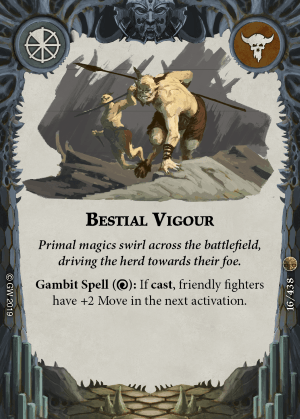 BESTIAL VIGOUR
Primal magics swirl across the battlefield,
driving the herd towards their foe.
Gambit Spell (): If cast, friendly fighters
have +2 Move in the next activation.
© GW 2019
16/438